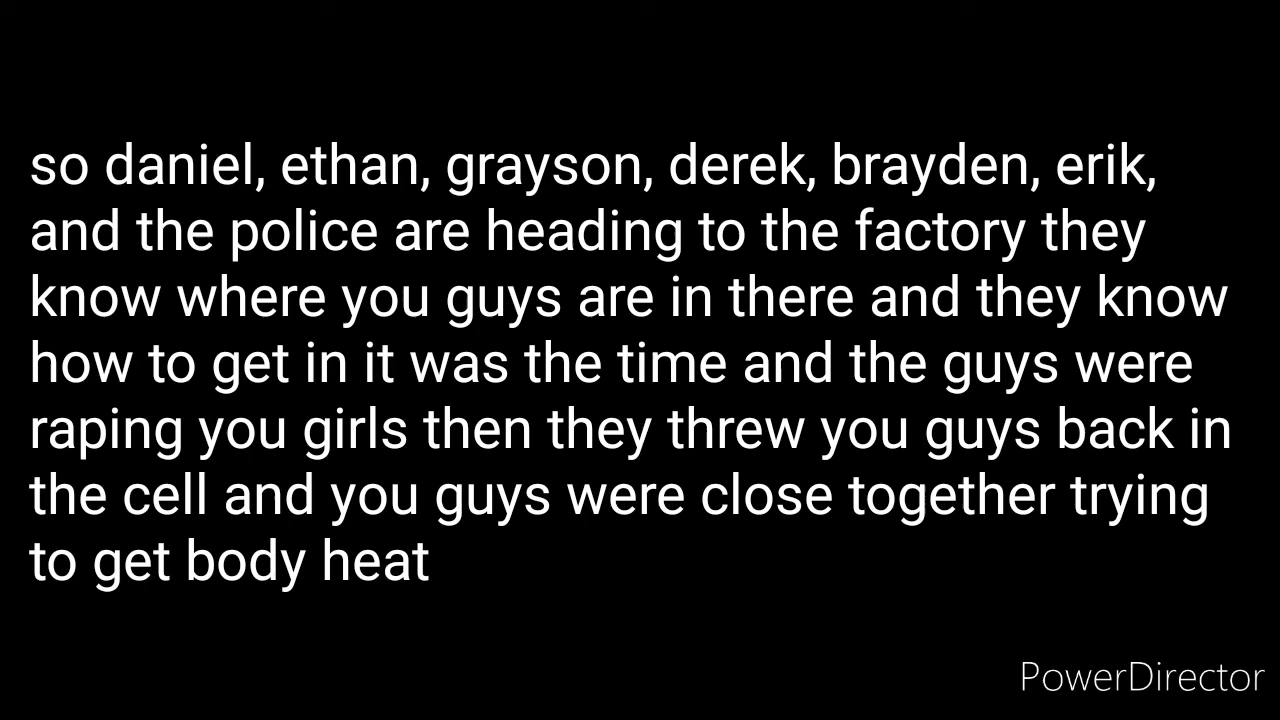 so daniel, ethan, grayson, derek, brayden, erik,
and the police are heading to the factory they
know where you guys are in there and they know
how to get in it was the time and the guys were
raping you girls then they threw you guys back in
the cell and you guys were close together trying
to get body heat
PowerDirector